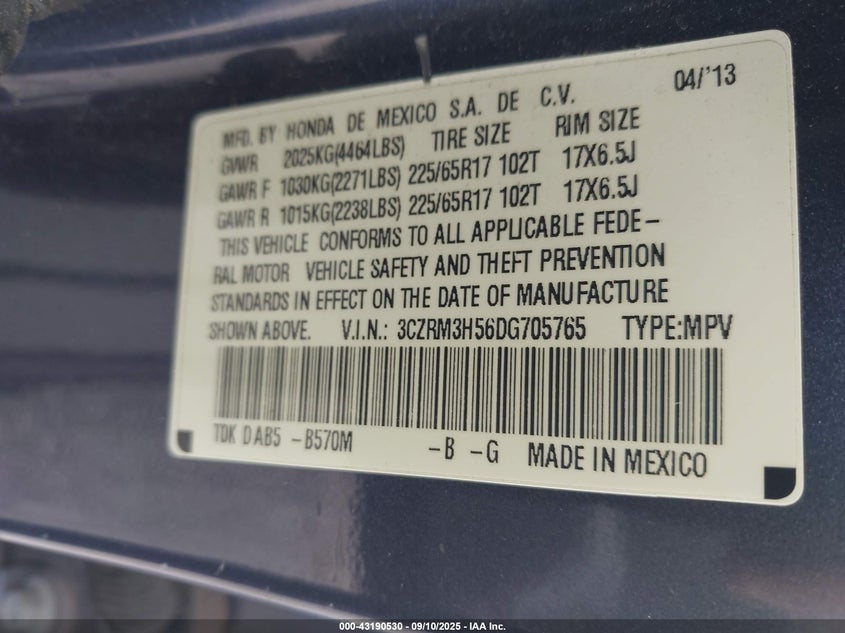 MFD. BY HONDA DE MEXICO S.A. DE C.V. 04/'13
GVWR 2025KG(4464LBS) TIRE SIZE RIM SIZE
GAWR F 1030KG(2271LBS) 225/65R17 102T 17X6.5J
GAWR R 1015KG(2238LBS) 225/65R17 102T 17X6.5J
THIS VEHICLE CONFORMS TO ALL APPLICABLE FEDE-
RAL MOTOR VEHICLE SAFETY AND THEFT PREVENTION
STANDARDS IN EFFECT ON THE DATE OF MANUFACTURE
SHOWN ABOVE. V.I.N.: 3CZRM3H56DG705765 TYPE:MPV
TDK DAB5 -B570M -B -G MADE IN MEXICO
000-43190530 - 09/10/2025 - IAA Inc.